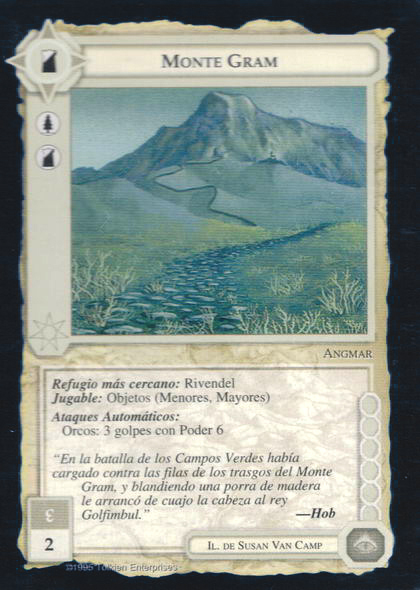 MONTE GRAM
ANGMAR
Refugio más cercano: Rivendel
Jugable: Objetos (Menores, Mayores)
Ataques Automáticos:
Orcos: 3 golpes con Poder 6
“En la batalla de los Campos Verdes había
cargado contra las filas de los trasgos del Monte
Gram, y blandiendo una porra de madera
le arrancó de cuajo la cabeza al rey
Golfimbul.” —Hob
2
IL. DE SUSAN VAN CAMP
©1995 Tolkien Enterprises